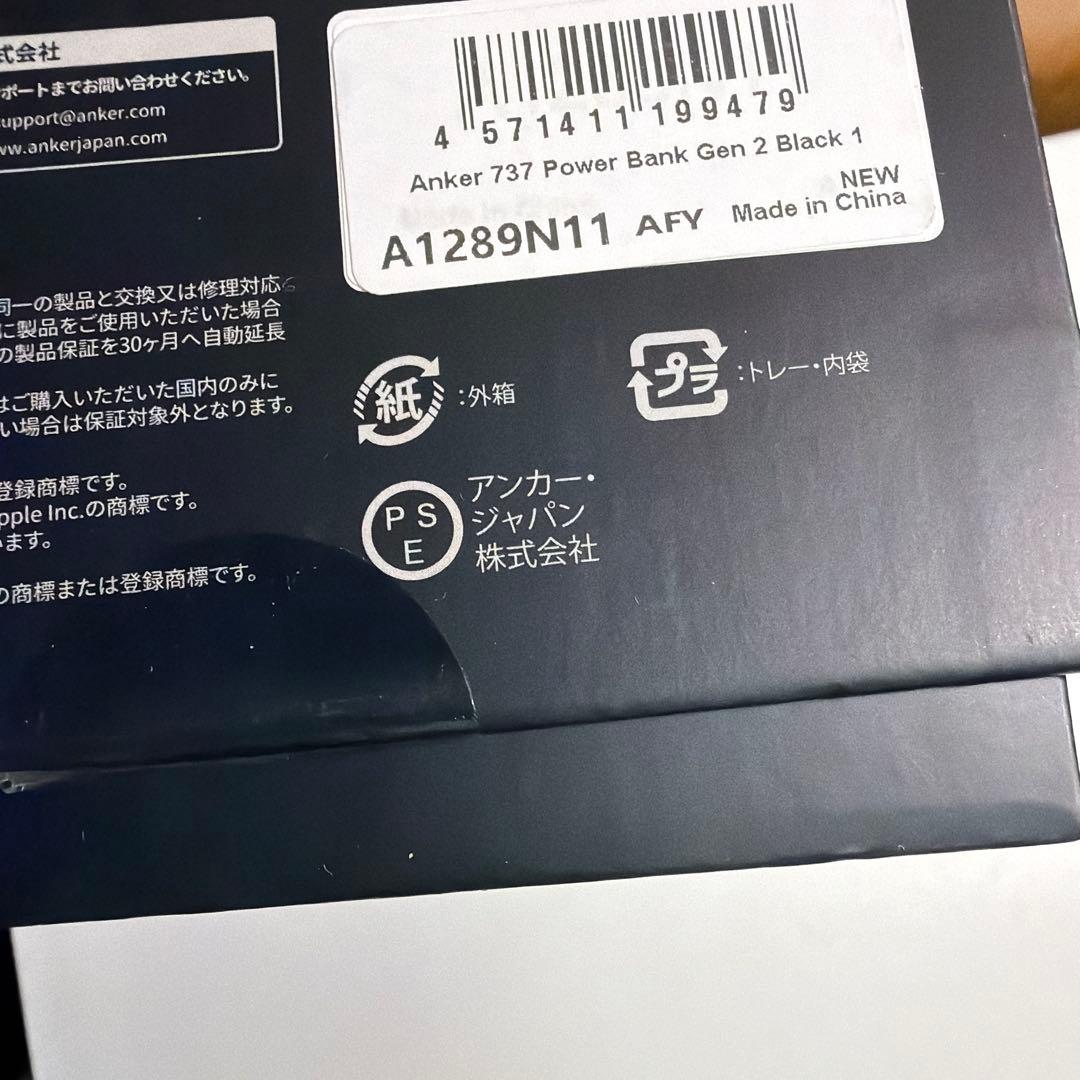 式会社
ポートまでお問い合わせください。
upport@anker.com
ww.ankerjapan.com
4 571411 199479
Anker 737 Power Bank Gen 2 Black 1
NEW
A1289N11 AFY Made in China
同一の製品と交換又は修理対応
に製品をご使用いただいた場合
の製品保証を30ヶ月へ自動延長
はご購入いただいた国内のみに
い場合は保証対象外となります。
登録商標です。
pple Inc.の商標です。
います。
の商標または登録商標です。
紙 :外箱
プラ :トレー・内袋
PS
E
アンカー・
ジャパン
株式会社